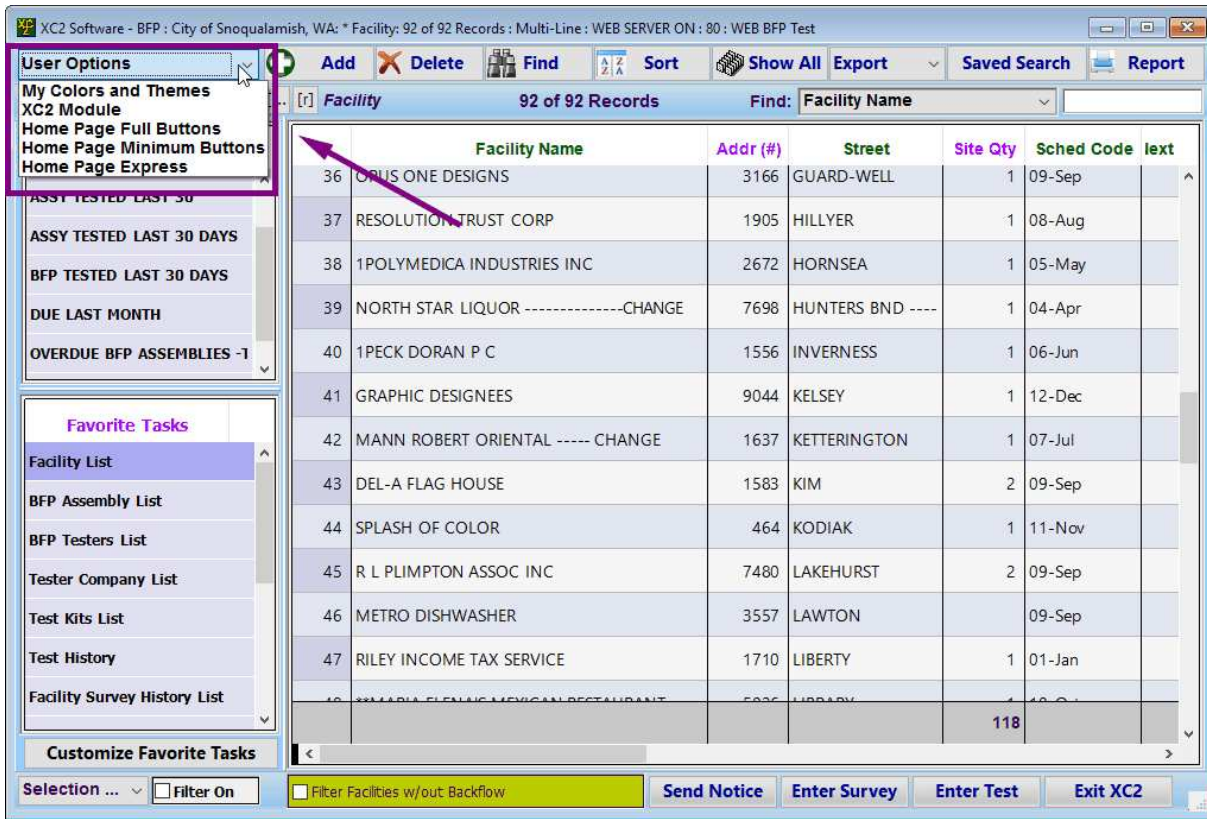 XC2 Software - BFP : City of Snoqualamish, WA: * Facility: 92 of 92 Records : Multi-Line : WEB SERVER ON : 80 : WEB BFP Test
User Options Add Delete Find Sort Show All Export Saved Search Report
My Colors and Themes
XC2 Module
Home Page Full Buttons
Home Page Minimum Buttons
Home Page Express
[r] Facility 92 of 92 Records Find: Facility Name
Facility Name Addr (#) Street Site Qty Sched Code lext
36 OPUS ONE DESIGNS 3166 GUARD-WELL 1 09-Sep
37 RESOLUTION TRUST CORP 1905 HILLYER 1 08-Aug
38 1POLYMEDICA INDUSTRIES INC 2672 HORNSEA 1 05-May
39 NORTH STAR LIQUOR --------------CHANGE 7698 HUNTERS BND ---- 1 04-Apr
40 1PECK DORAN P C 1556 INVERNESS 1 06-Jun
41 GRAPHIC DESIGNEES 9044 KELSEY 1 12-Dec
42 MANN ROBERT ORIENTAL ----- CHANGE 1637 KETTERINGTON 1 07-Jul
43 DEL-A FLAG HOUSE 1583 KIM 2 09-Sep
44 SPLASH OF COLOR 464 KODIAK 1 11-Nov
45 R L PLIMPTON ASSOC INC 7480 LAKEHURST 2 09-Sep
46 METRO DISHWASHER 3557 LAWTON 09-Sep
47 RILEY INCOME TAX SERVICE 1710 LIBERTY 1 01-Jan
118
ASSY TESTED LAST 30
ASSY TESTED LAST 30 DAYS
BFP TESTED LAST 30 DAYS
DUE LAST MONTH
OVERDUE BFP ASSEMBLIES -T
Favorite Tasks
Facility List
BFP Assembly List
BFP Testers List
Tester Company List
Test Kits List
Test History
Facility Survey History List
Customize Favorite Tasks
Selection ... Filter On Filter Facilities w/out Backflow Send Notice Enter Survey Enter Test Exit XC2